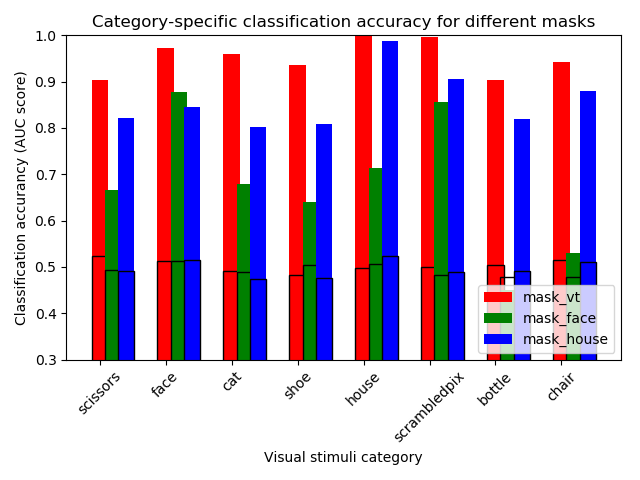 Category-specific classification accuracy for different masks
Classification accurancy (AUC score)
1.0
0.9
0.8
0.7
0.6
0.5
0.4
0.3
mask_vt
mask_face
mask_house
scissors
face
cat
shoe
house
scrambledpix
bottle
chair
Visual stimuli category